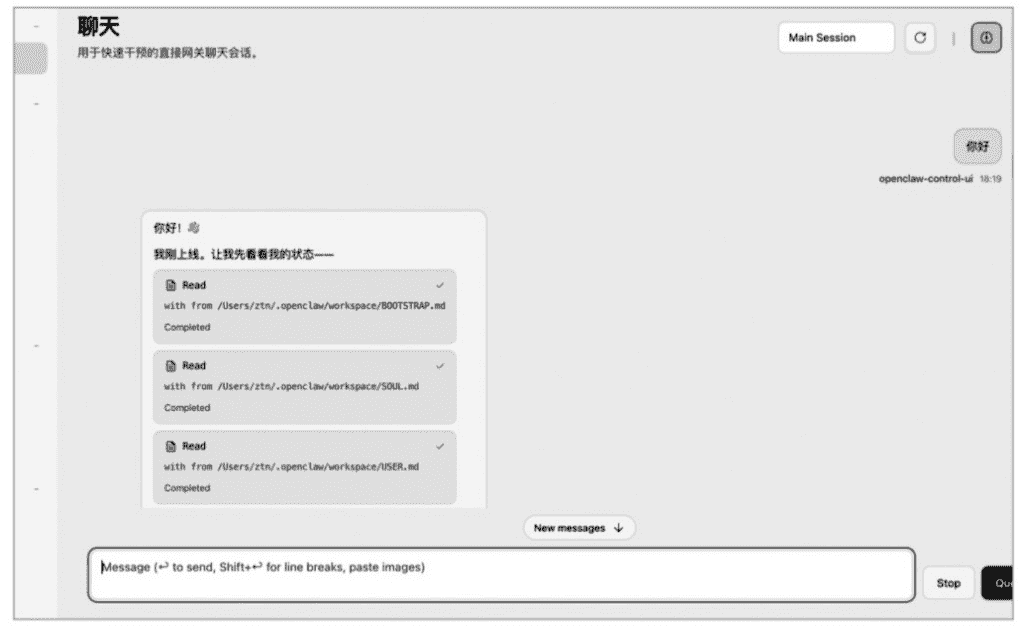 聊天
用于快速干预的直接网关聊天会话。
Main Session
你好
openclaw-control-ui 18:19
你好！
我刚上线。让我先看看我的状态——
Read
with from /Users/ztn/.openclaw/workspace/BOOTSTRAP.md
Completed
Read
with from /Users/ztn/.openclaw/workspace/SOUL.md
Completed
Read
with from /Users/ztn/.openclaw/workspace/USER.md
Completed
New messages ↓
Message (⏎ to send, Shift+⏎ for line breaks, paste images)
Stop
Qu